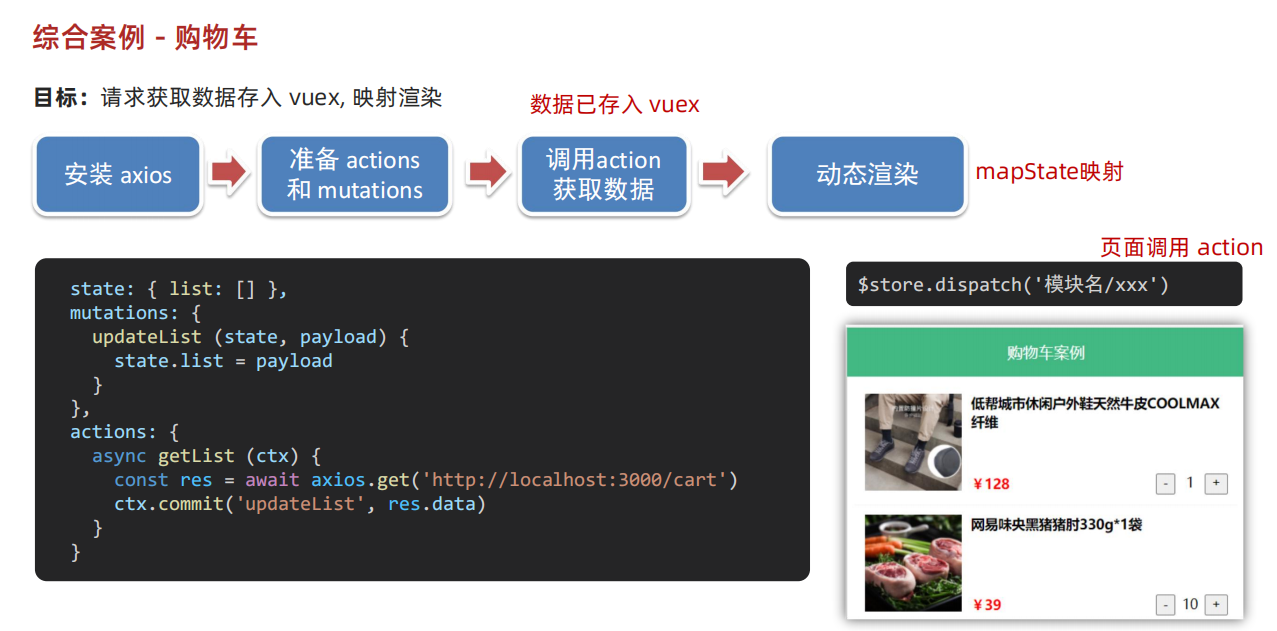 综合案例 - 购物车
目标：请求获取数据存入 vuex, 映射渲染
数据已存入 vuex
安装 axios
准备 actions
和 mutations
调用action
获取数据
动态渲染
mapState映射
state: { list: [] },
mutations: {
updateList (state, payload) {
state.list = payload
}
},
actions: {
async getList (ctx) {
const res = await axios.get('http://localhost:3000/cart')
ctx.commit('updateList', res.data)
}
}
页面调用 action
$store.dispatch('模块名/xxx')
购物车案例
低帮城市休闲户外鞋天然牛皮COOLMAX
纤维
￥128
- 1 +
网易味央黑猪猪肘330g*1袋
￥39
- 10 +